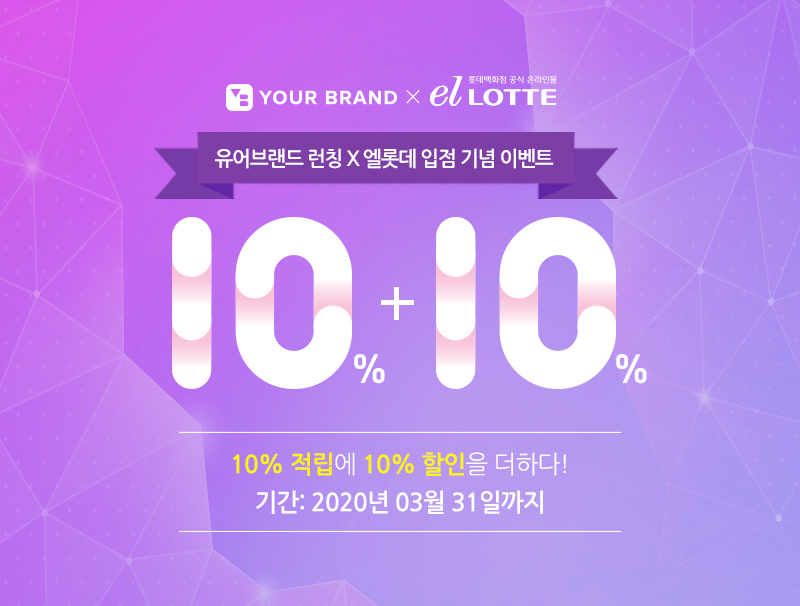 YB YOUR BRAND × el LOTTE 롯데백화점 공식 온라인몰
유어브랜드 런칭 X 엘롯데 입점 기념 이벤트
10% + 10%
10% 적립에 10% 할인을 더하다!
기간: 2020년 03월 31일까지